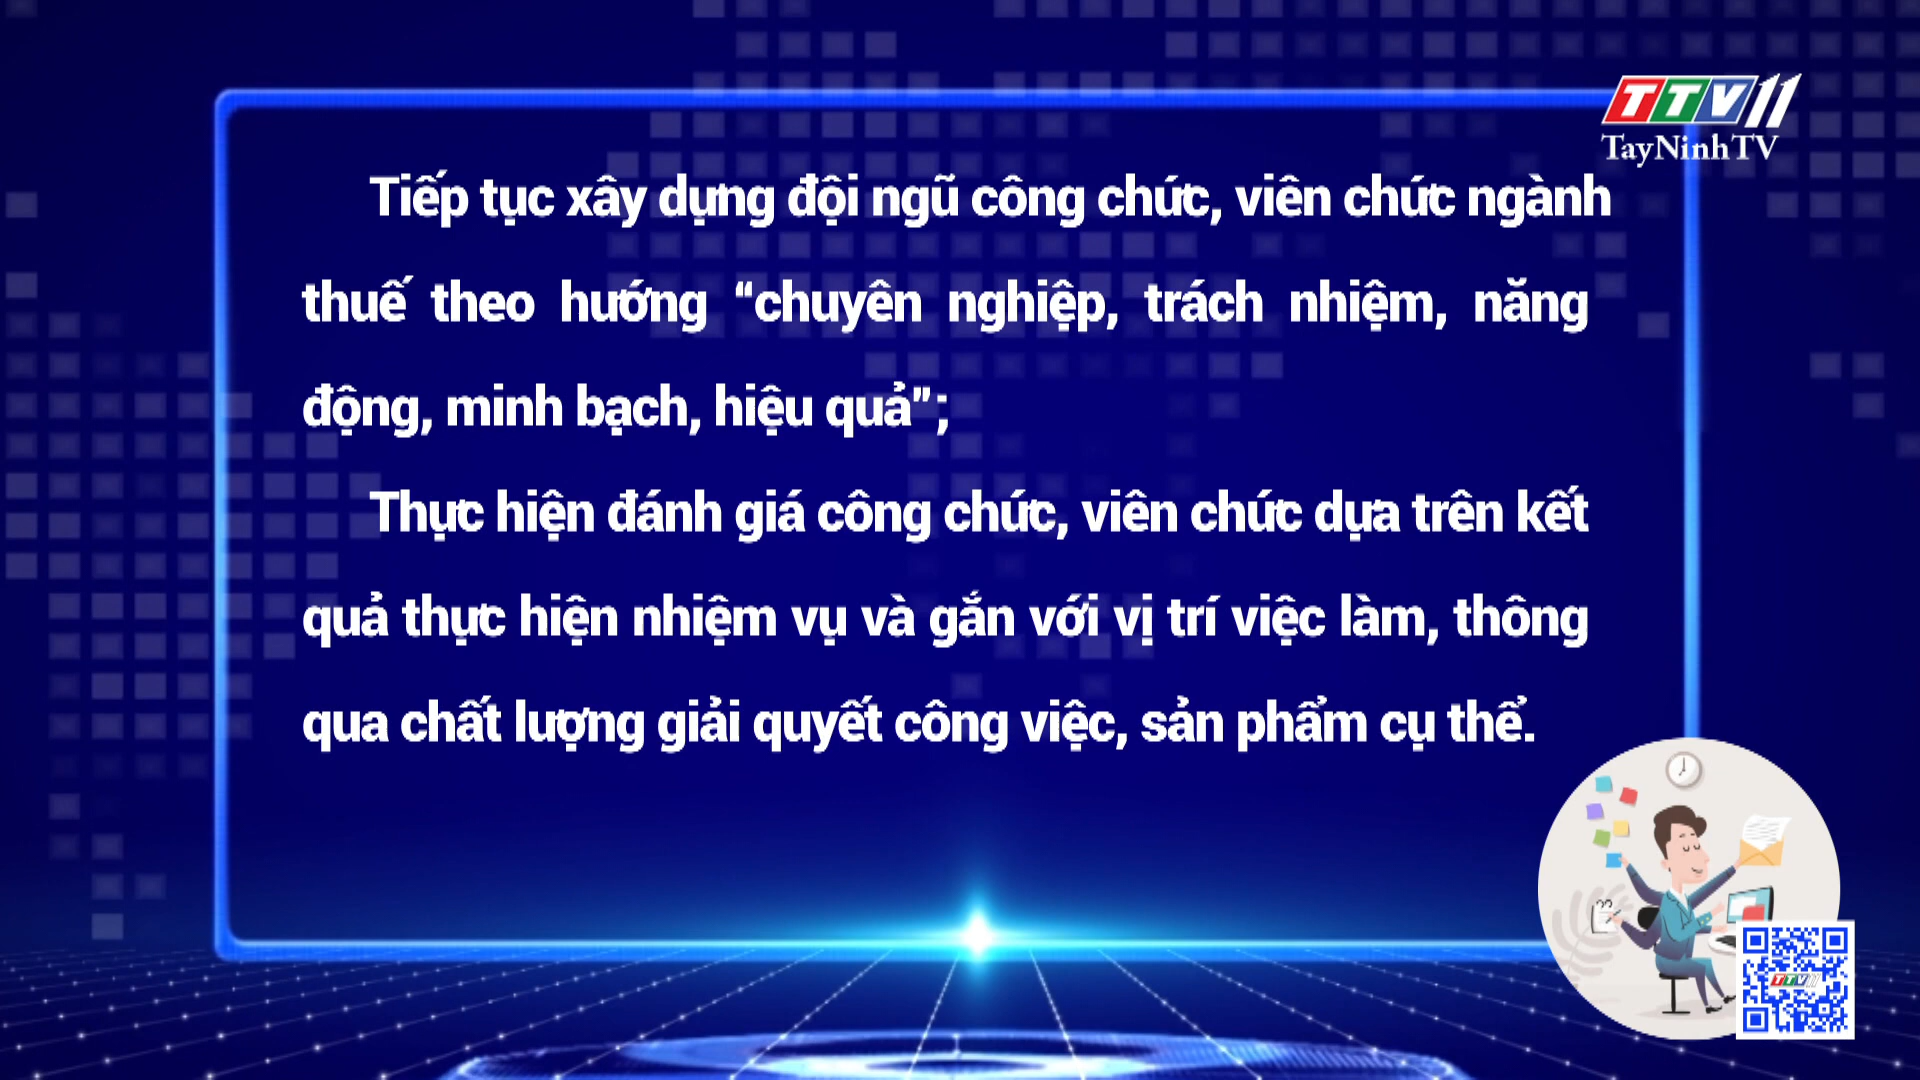 TTV11
TayNinhTV
Tiếp tục xây dựng đội ngũ công chức, viên chức ngành
thuế theo hướng “chuyên nghiệp, trách nhiệm, năng
động, minh bạch, hiệu quả”;
Thực hiện đánh giá công chức, viên chức dựa trên kết
quả thực hiện nhiệm vụ và gắn với vị trí việc làm, thông
qua chất lượng giải quyết công việc, sản phẩm cụ thể.
TTV11